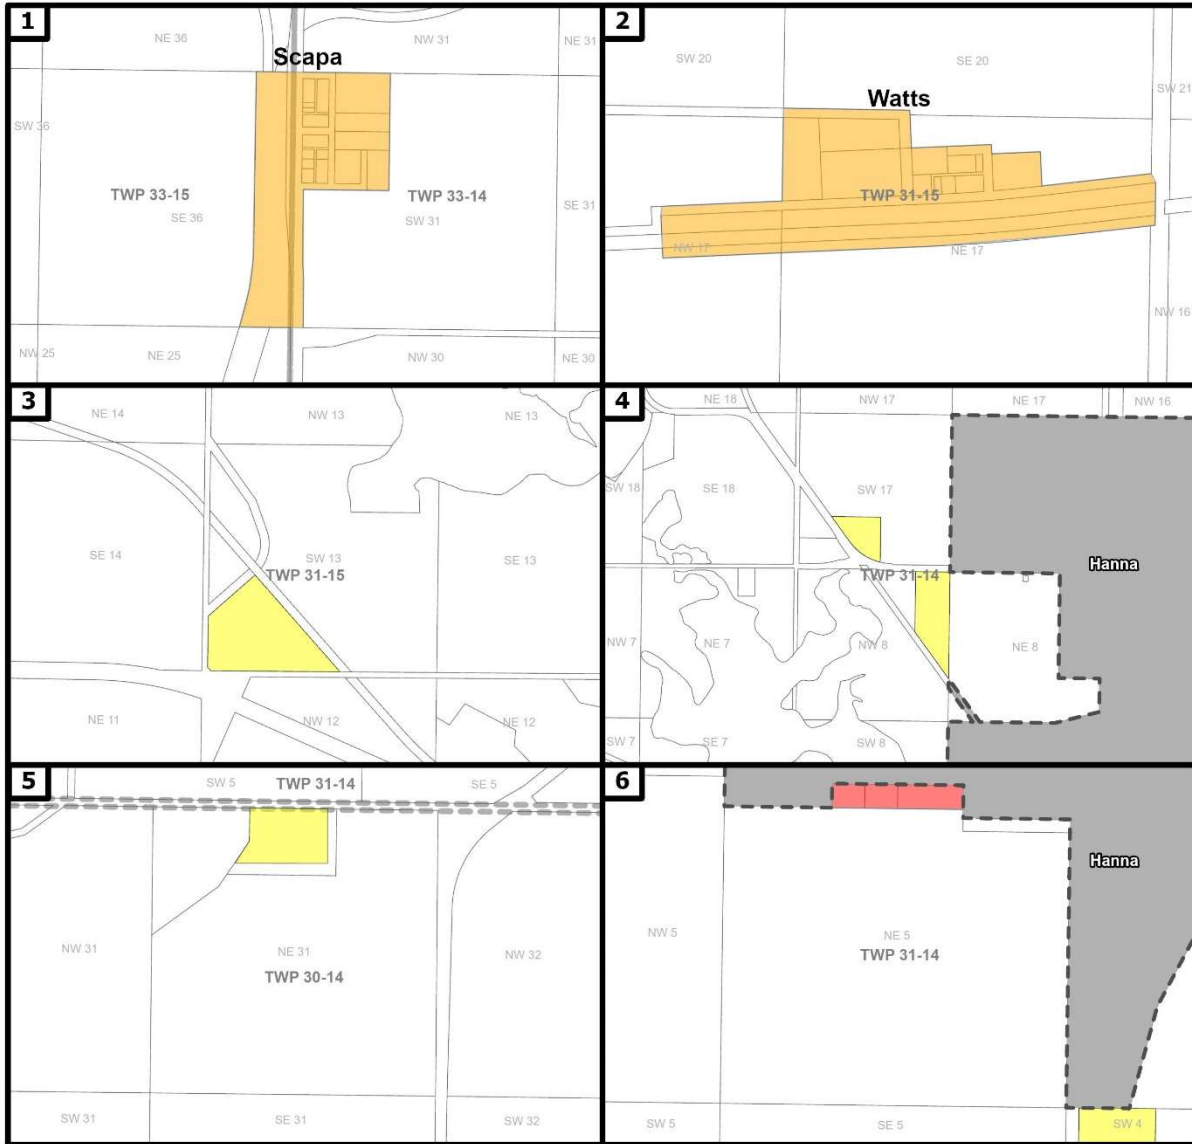 1
NE 36
NW 31
NE 31
Scapa
SW 36
TWP 33-15
TWP 33-14
SE 36
SW 31
SE 31
NW 25
NE 25
NW 30
NE 30
2
SW 20
SE 20
SW 21
Watts
TWP 31-15
NW 17
NE 17
NW 16
3
NE 14
NW 13
NE 13
SE 14
SW 13
SE 13
TWP 31-15
NE 11
NW 12
NE 12
4
NE 18
NW 17
NE 17
NW 16
SW 18
SE 18
SW 17
Hanna
TWP 31-14
NW 7
NE 7
NW 8
NE 8
SW 7
SE 7
SW 8
5
SW 5
TWP 31-14
SE 5
NW 31
NE 31
NW 32
TWP 30-14
SW 31
SE 31
SW 32
6
Hanna
NW 5
NE 5
TWP 31-14
SW 5
SE 5
SW 4